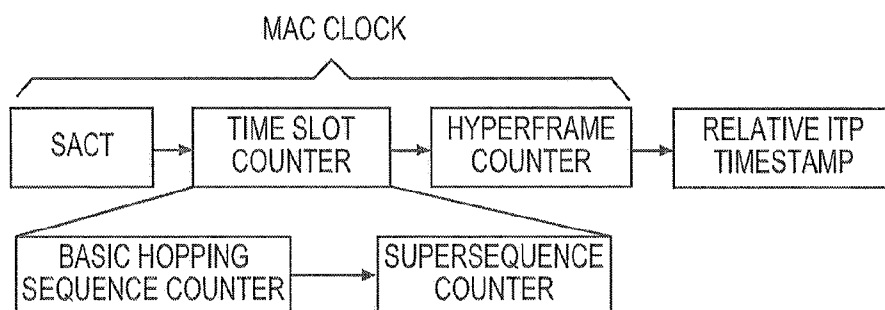 MAC CLOCK
SACT
TIME SLOT
COUNTER
HYPERFRAME
COUNTER
RELATIVE ITP
TIMESTAMP
BASIC HOPPING
SEQUENCE COUNTER
SUPERSEQUENCE
COUNTER